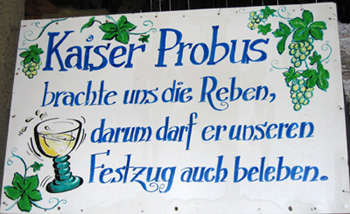 Kaiser Probus
brachte uns die Reben,
darum darf er unseren
Festzug auch beleben.